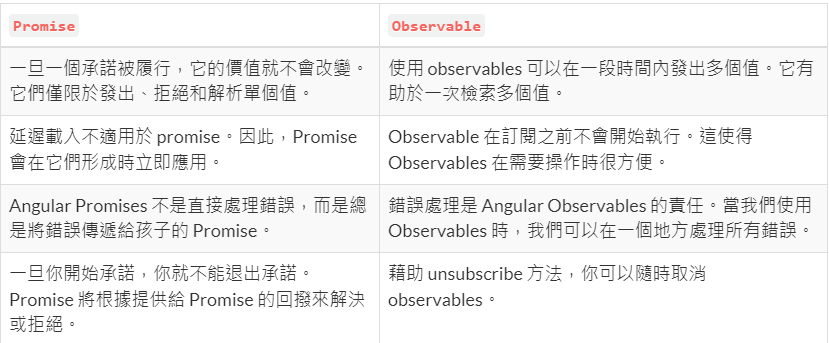 Promise
Observable
一旦一個承諾被履行，它的價值就不會改變。
它們僅限於發出、拒絕和解析單個值。
使用 observables 可以在一段時間內發出多個值。它有
助於一次檢索多個值。
延遲載入不適用於 promise。因此，Promise
會在它們形成時立即應用。
Observable 在訂閱之前不會開始執行。這使得
Observables 在需要操作時很方便。
Angular Promises 不是直接處理錯誤，而是總
是將錯誤傳遞給孩子的 Promise。
錯誤處理是 Angular Observables 的責任。當我們使用
Observables 時，我們可以在一個地方處理所有錯誤。
一旦你開始承諾，你就不能退出承諾。
Promise 將根據提供給 Promise 的回撥來解決
或拒絕。
藉助 unsubscribe 方法，你可以隨時取消
observables。